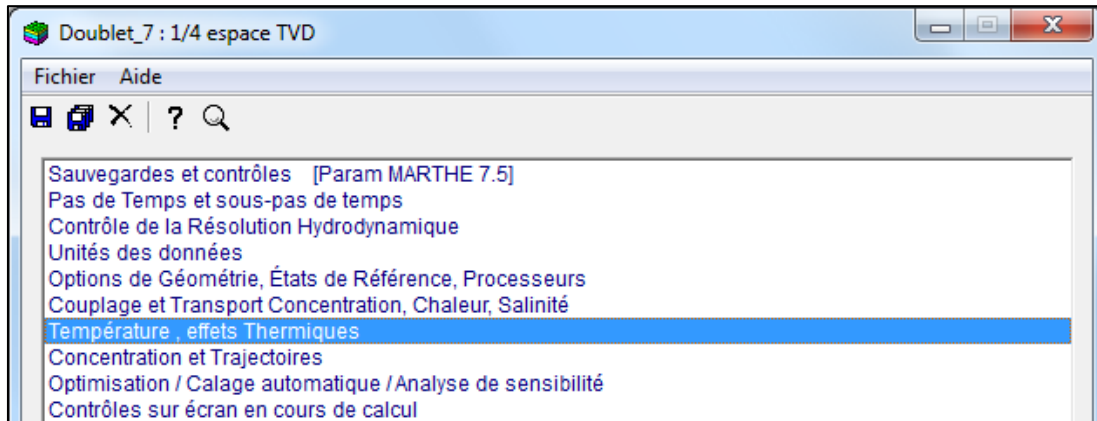 Doublet_7 : 1/4 espace TVD
Fichier Aide
?
Sauvegardes et contrôles [Param MARTHE 7.5]
Pas de Temps et sous-pas de temps
Contrôle de la Résolution Hydrodynamique
Unités des données
Options de Géométrie, États de Référence, Processeurs
Couplage et Transport Concentration, Chaleur, Salinité
Température , effets Thermiques
Concentration et Trajectoires
Optimisation / Calage automatique / Analyse de sensibilité
Contrôles sur écran en cours de calcul